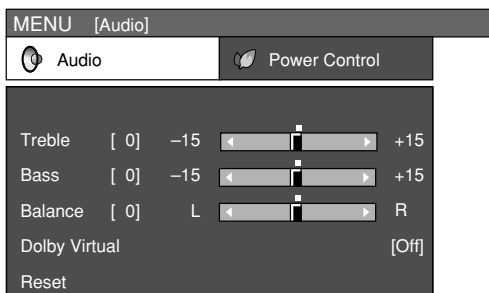 MENU [Audio]
Audio Power Control
Treble [ 0] –15 +15
Bass [ 0] –15 +15
Balance [ 0] L R
Dolby Virtual [Off]
Reset